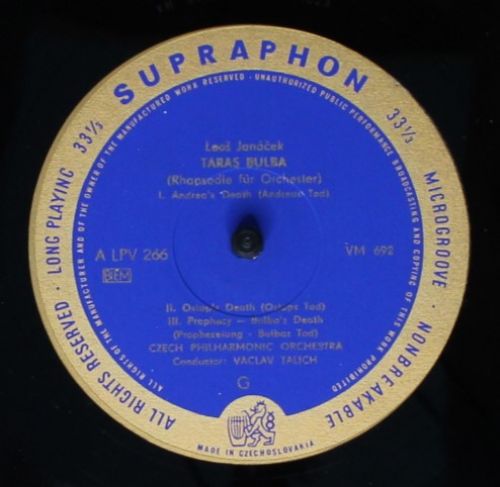 SUPRAPHON
ALL RIGHTS RESERVED · LONG PLAYING 33⅓
33⅓ MICROGROOVE · NONBREAKABLE
ALL RIGHTS OF THE MANUFACTURER AND OF THE OWNER OF THE MANUFACTURED WORK RESERVED · UNAUTHORIZED PUBLIC PERFORMANCE BROADCASTING AND COPYING OF THIS WORK PROHIBITED
Leoš Janáček
TARAS BULBA
(Rhapsodie für Orchester)
I. Andrea's Death (Andreas Tod)
A LPV 266 VM 692
BIEM
II. Ostap's Death (Ostaps Tod)
III. Prophecy — Bulba's Death
(Prophezeiung - Bulbas Tod)
CZECH PHILHARMONIC ORCHESTRA
Conductor: VACLAV TALICH
G
MADE IN CZECHOSLOVAKIA